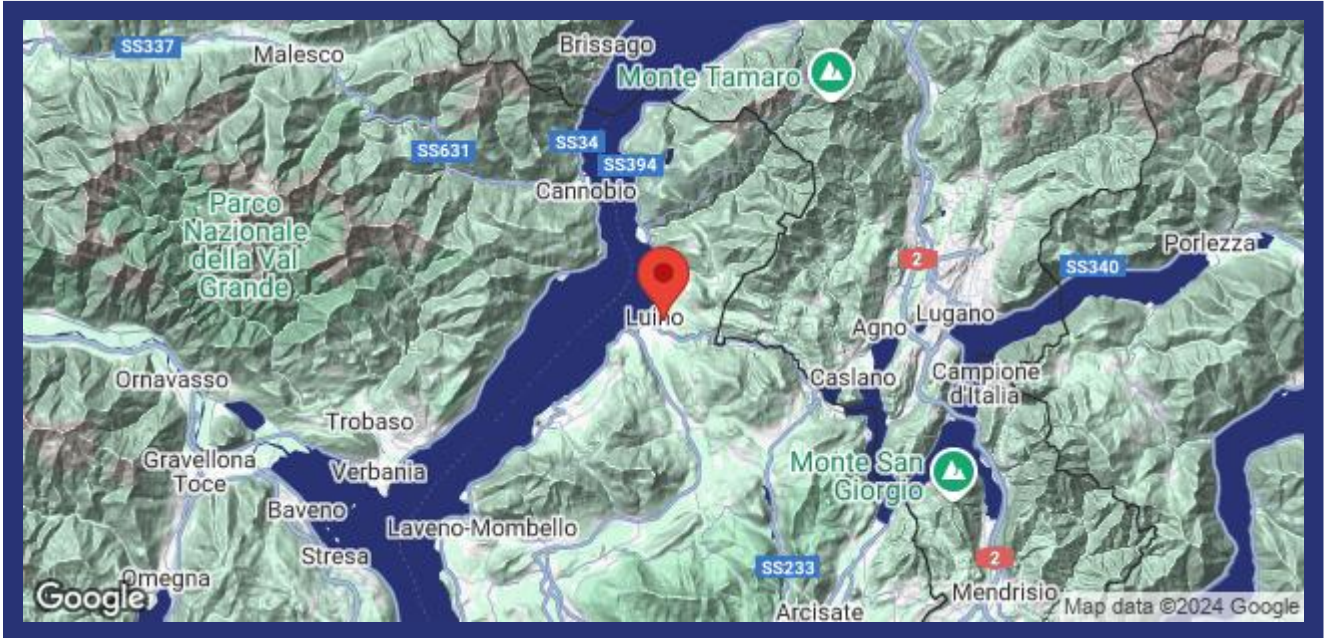 SS337
Malesco
Brissago
Monte Tamaro
SS34
SS631
SS394
Cannobio
Parco
Nazionale
della Val
Grande
Porlezza
2
SS340
Luino
Lugano
Agno
Ornavasso
Caslano
Campione
d'Italia
Trobaso
Gravellona
Toce
Verbania
Monte San
Giorgio
Baveno
Laveno-Mombello
Stresa
SS233
2
Omegna
Google
Mendrisio
Arcisate
Map data ©2024 Google